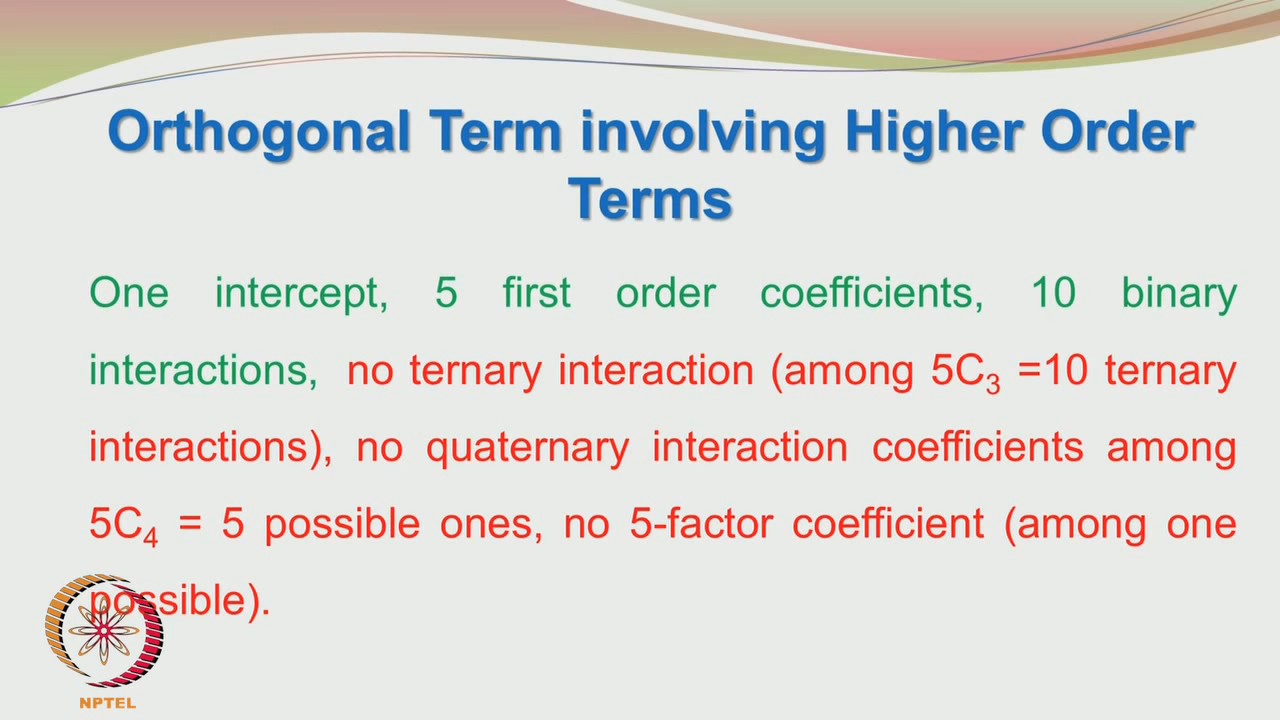 Orthogonal Term involving Higher Order
Terms
One intercept, 5 first order coefficients, 10 binary
interactions, no ternary interaction (among 5C₃ =10 ternary
interactions), no quaternary interaction coefficients among
5C₄ = 5 possible ones, no 5-factor coefficient (among one
possible).
NPTEL